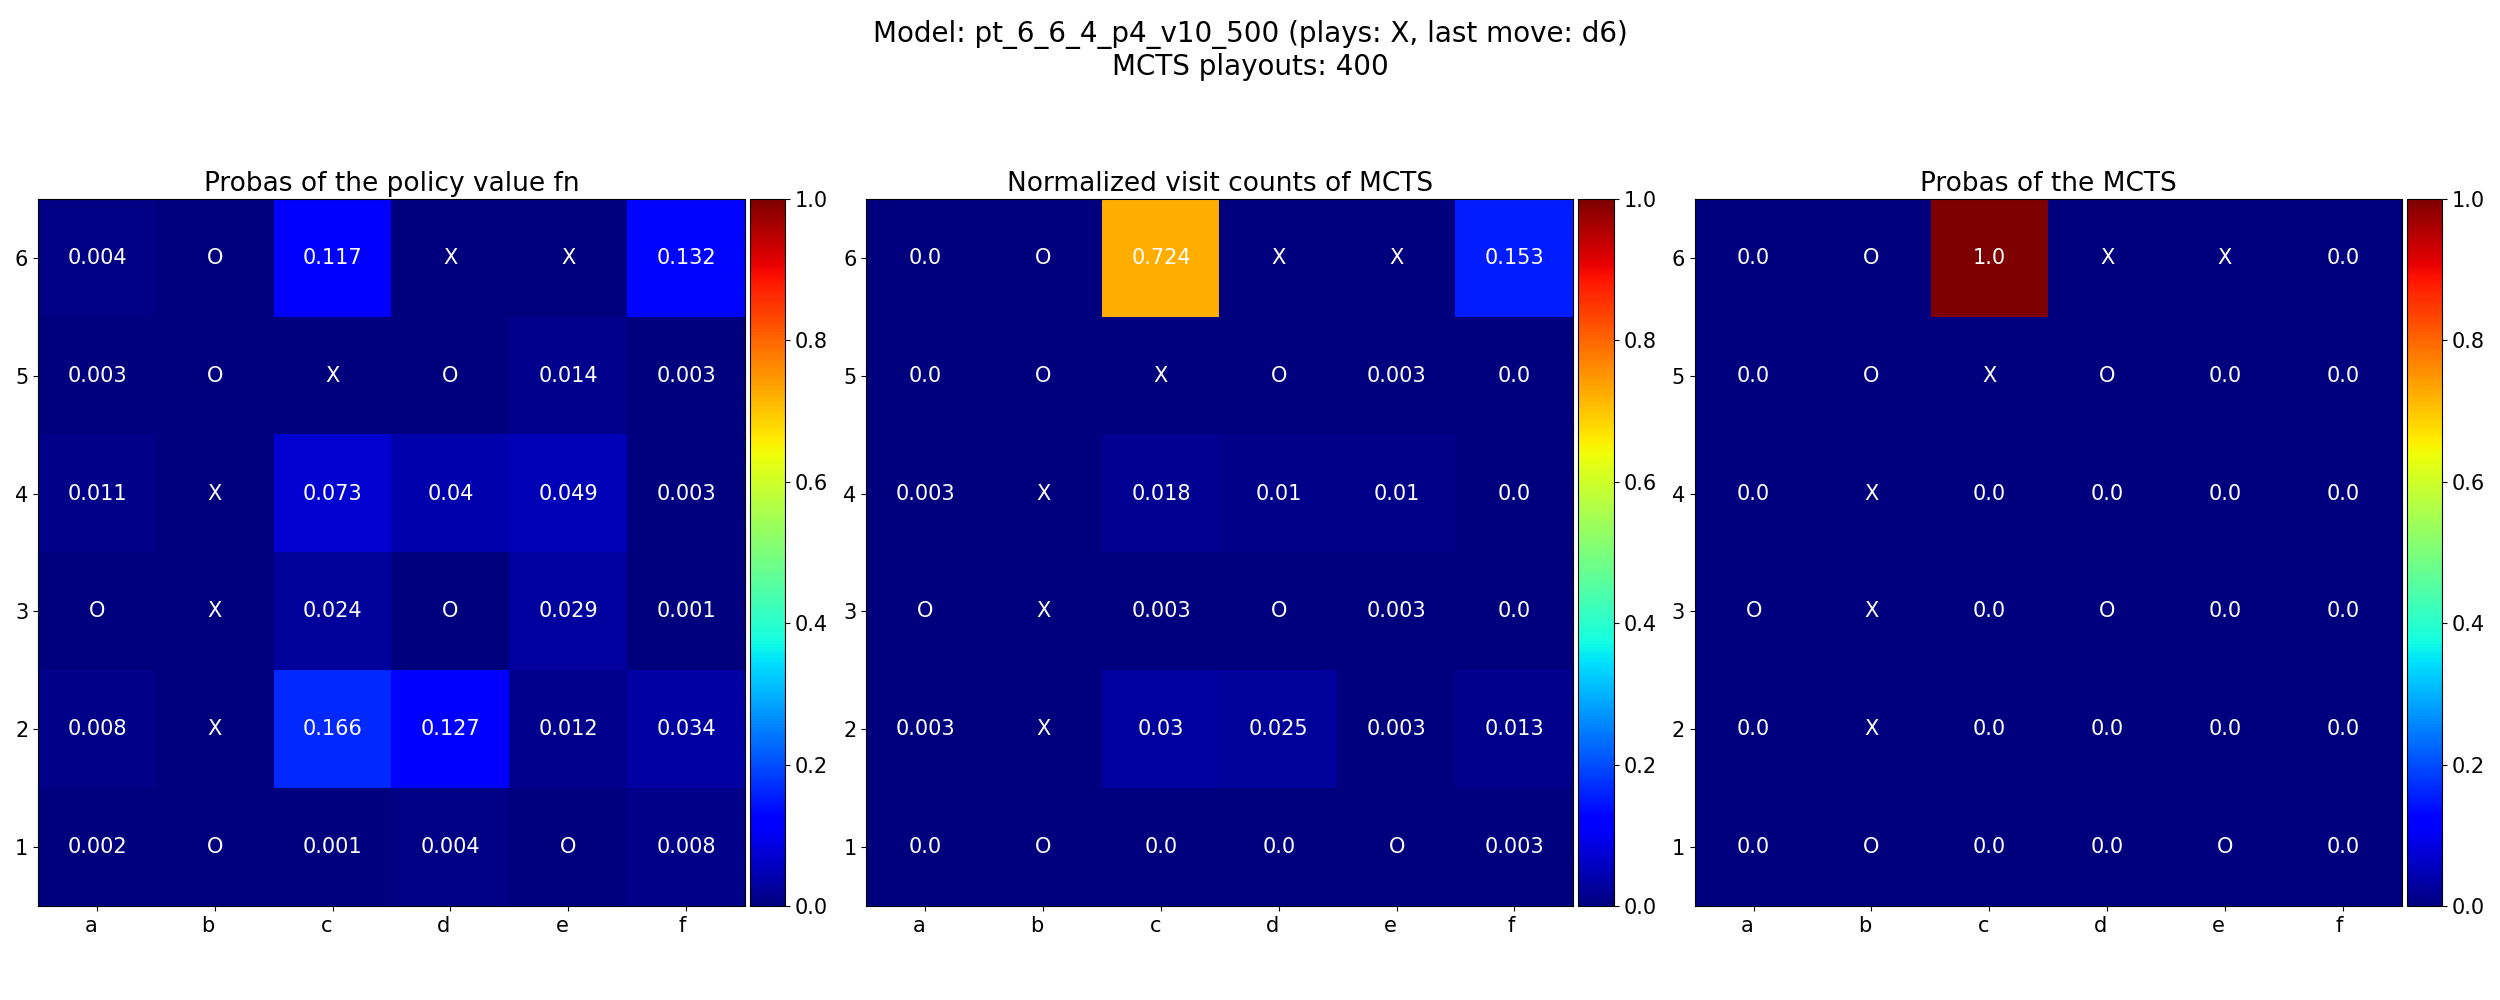 Model: pt_6_6_4_p4_v10_500 (plays: X, last move: d6)
MCTS playouts: 400
Probas of the policy value fn
6 0.004 O 0.117 X X 0.132
5 0.003 O X O 0.014 0.003
4 0.011 X 0.073 0.04 0.049 0.003
3 O X 0.024 O 0.029 0.001
2 0.008 X 0.166 0.127 0.012 0.034
1 0.002 O 0.001 0.004 O 0.008
a b c d e f
1.0
0.8
0.6
0.4
0.2
0.0
Normalized visit counts of MCTS
6 0.0 O 0.724 X X 0.153
5 0.0 O X O 0.003 0.0
4 0.003 X 0.018 0.01 0.01 0.0
3 O X 0.003 O 0.003 0.0
2 0.003 X 0.03 0.025 0.003 0.013
1 0.0 O 0.0 0.0 O 0.003
a b c d e f
1.0
0.8
0.6
0.4
0.2
0.0
Probas of the MCTS
6 0.0 O 1.0 X X 0.0
5 0.0 O X O 0.0 0.0
4 0.0 X 0.0 0.0 0.0 0.0
3 O X 0.0 O 0.0 0.0
2 0.0 X 0.0 0.0 0.0 0.0
1 0.0 O 0.0 0.0 O 0.0
a b c d e f
1.0
0.8
0.6
0.4
0.2
0.0